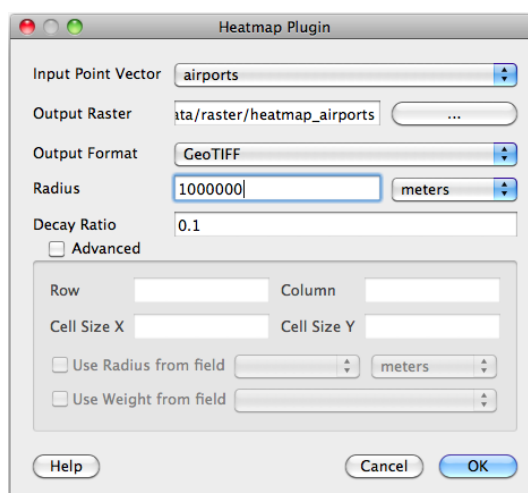 Heatmap Plugin
Input Point Vector airports
Output Raster ata/raster/heatmap_airports ...
Output Format GeoTIFF
Radius 1000000 meters
Decay Ratio 0.1
Advanced
Row Column
Cell Size X Cell Size Y
Use Radius from field meters
Use Weight from field
Help Cancel OK